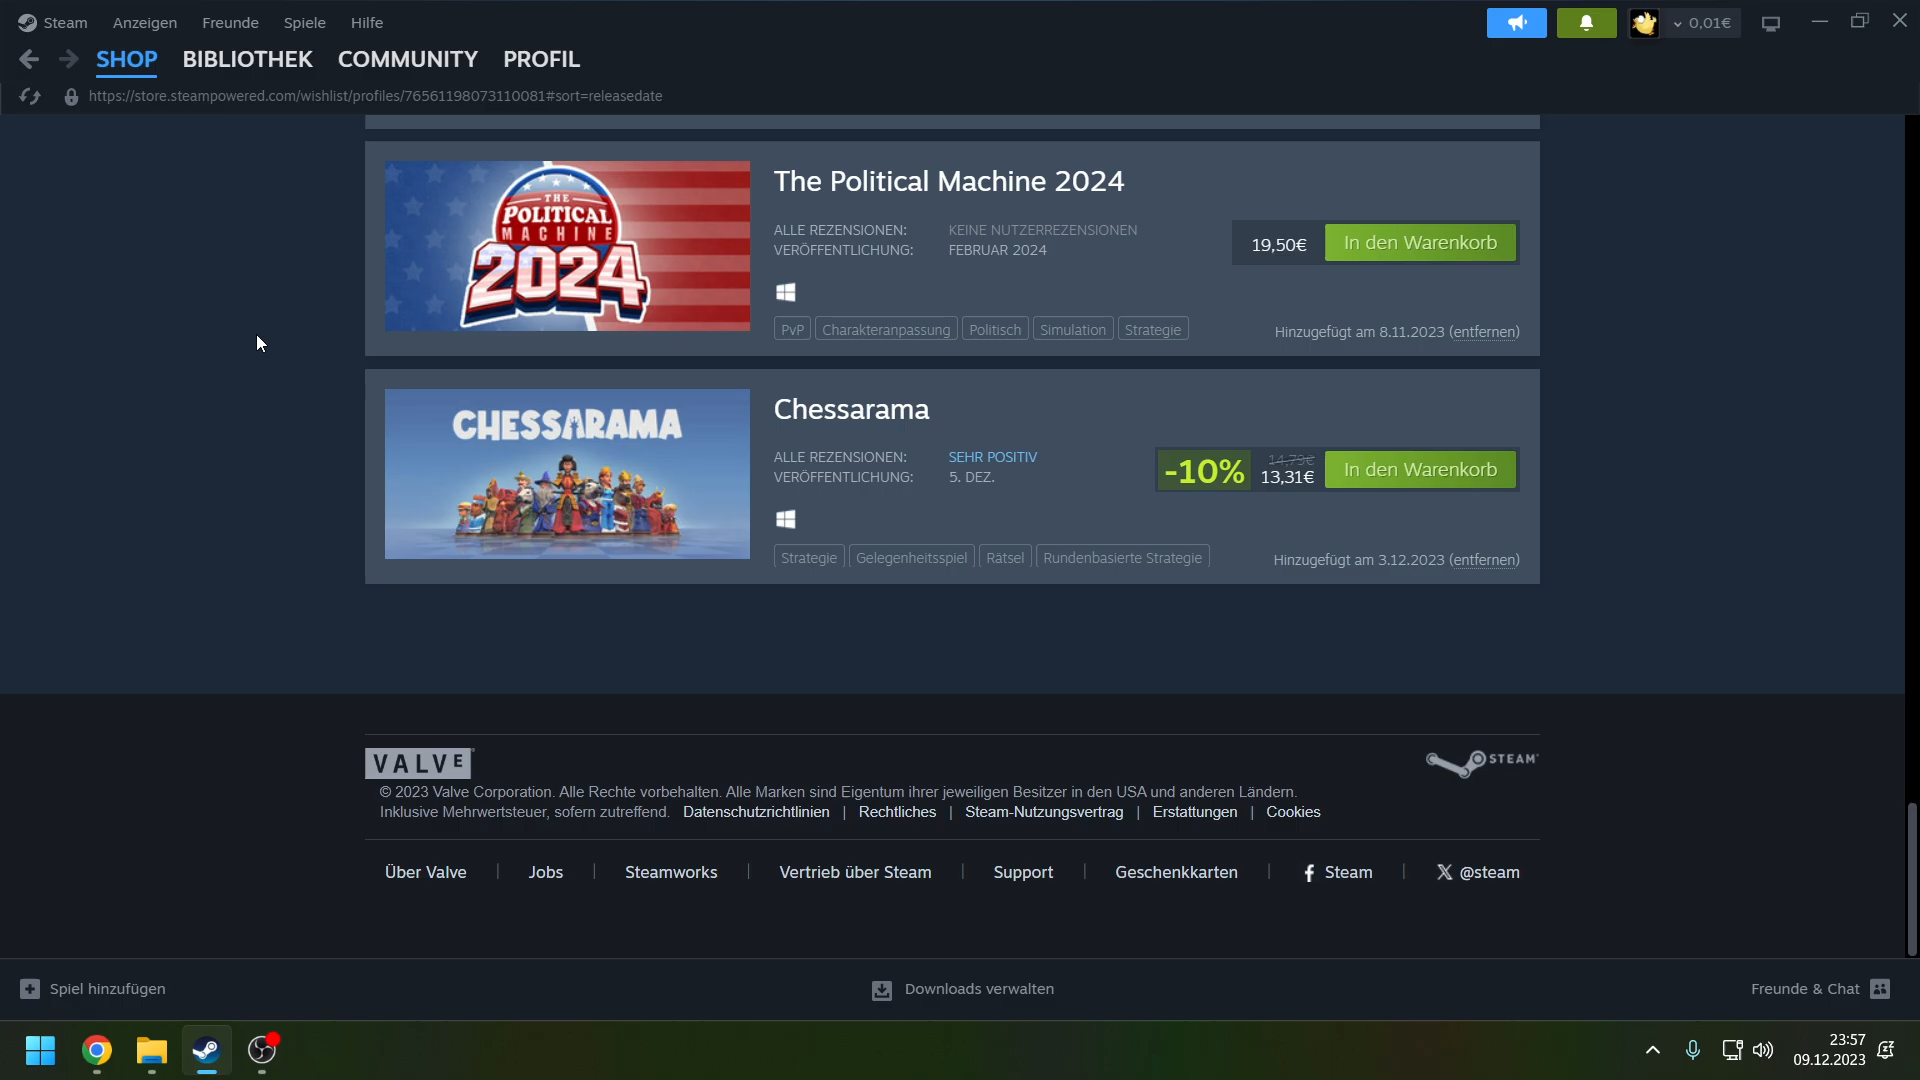 Steam Anzeigen Freunde Spiele Hilfe 0,01€
SHOP BIBLIOTHEK COMMUNITY PROFIL
https://store.steampowered.com/wishlist/profiles/76561198073110081#sort=releasedate
THE
POLITICAL
MACHINE
2024
The Political Machine 2024
ALLE REZENSIONEN: KEINE NUTZERREZENSIONEN
VERÖFFENTLICHUNG: FEBRUAR 2024
19,50€ In den Warenkorb
PvP Charakteranpassung Politisch Simulation Strategie
Hinzugefügt am 8.11.2023 (entfernen)
CHESSARAMA
Chessarama
ALLE REZENSIONEN: SEHR POSITIV
VERÖFFENTLICHUNG: 5. DEZ.
-10% 14,79€ 13,31€ In den Warenkorb
Strategie Gelegenheitsspiel Rätsel Rundenbasierte Strategie
Hinzugefügt am 3.12.2023 (entfernen)
VALVE
STEAM
© 2023 Valve Corporation. Alle Rechte vorbehalten. Alle Marken sind Eigentum ihrer jeweiligen Besitzer in den USA und anderen Ländern.
Inklusive Mehrwertsteuer, sofern zutreffend. Datenschutzrichtlinien | Rechtliches | Steam-Nutzungsvertrag | Erstattungen | Cookies
Über Valve | Jobs | Steamworks | Vertrieb über Steam | Support | Geschenkkarten | Steam | @steam
Spiel hinzufügen Downloads verwalten Freunde & Chat
23:57
09.12.2023